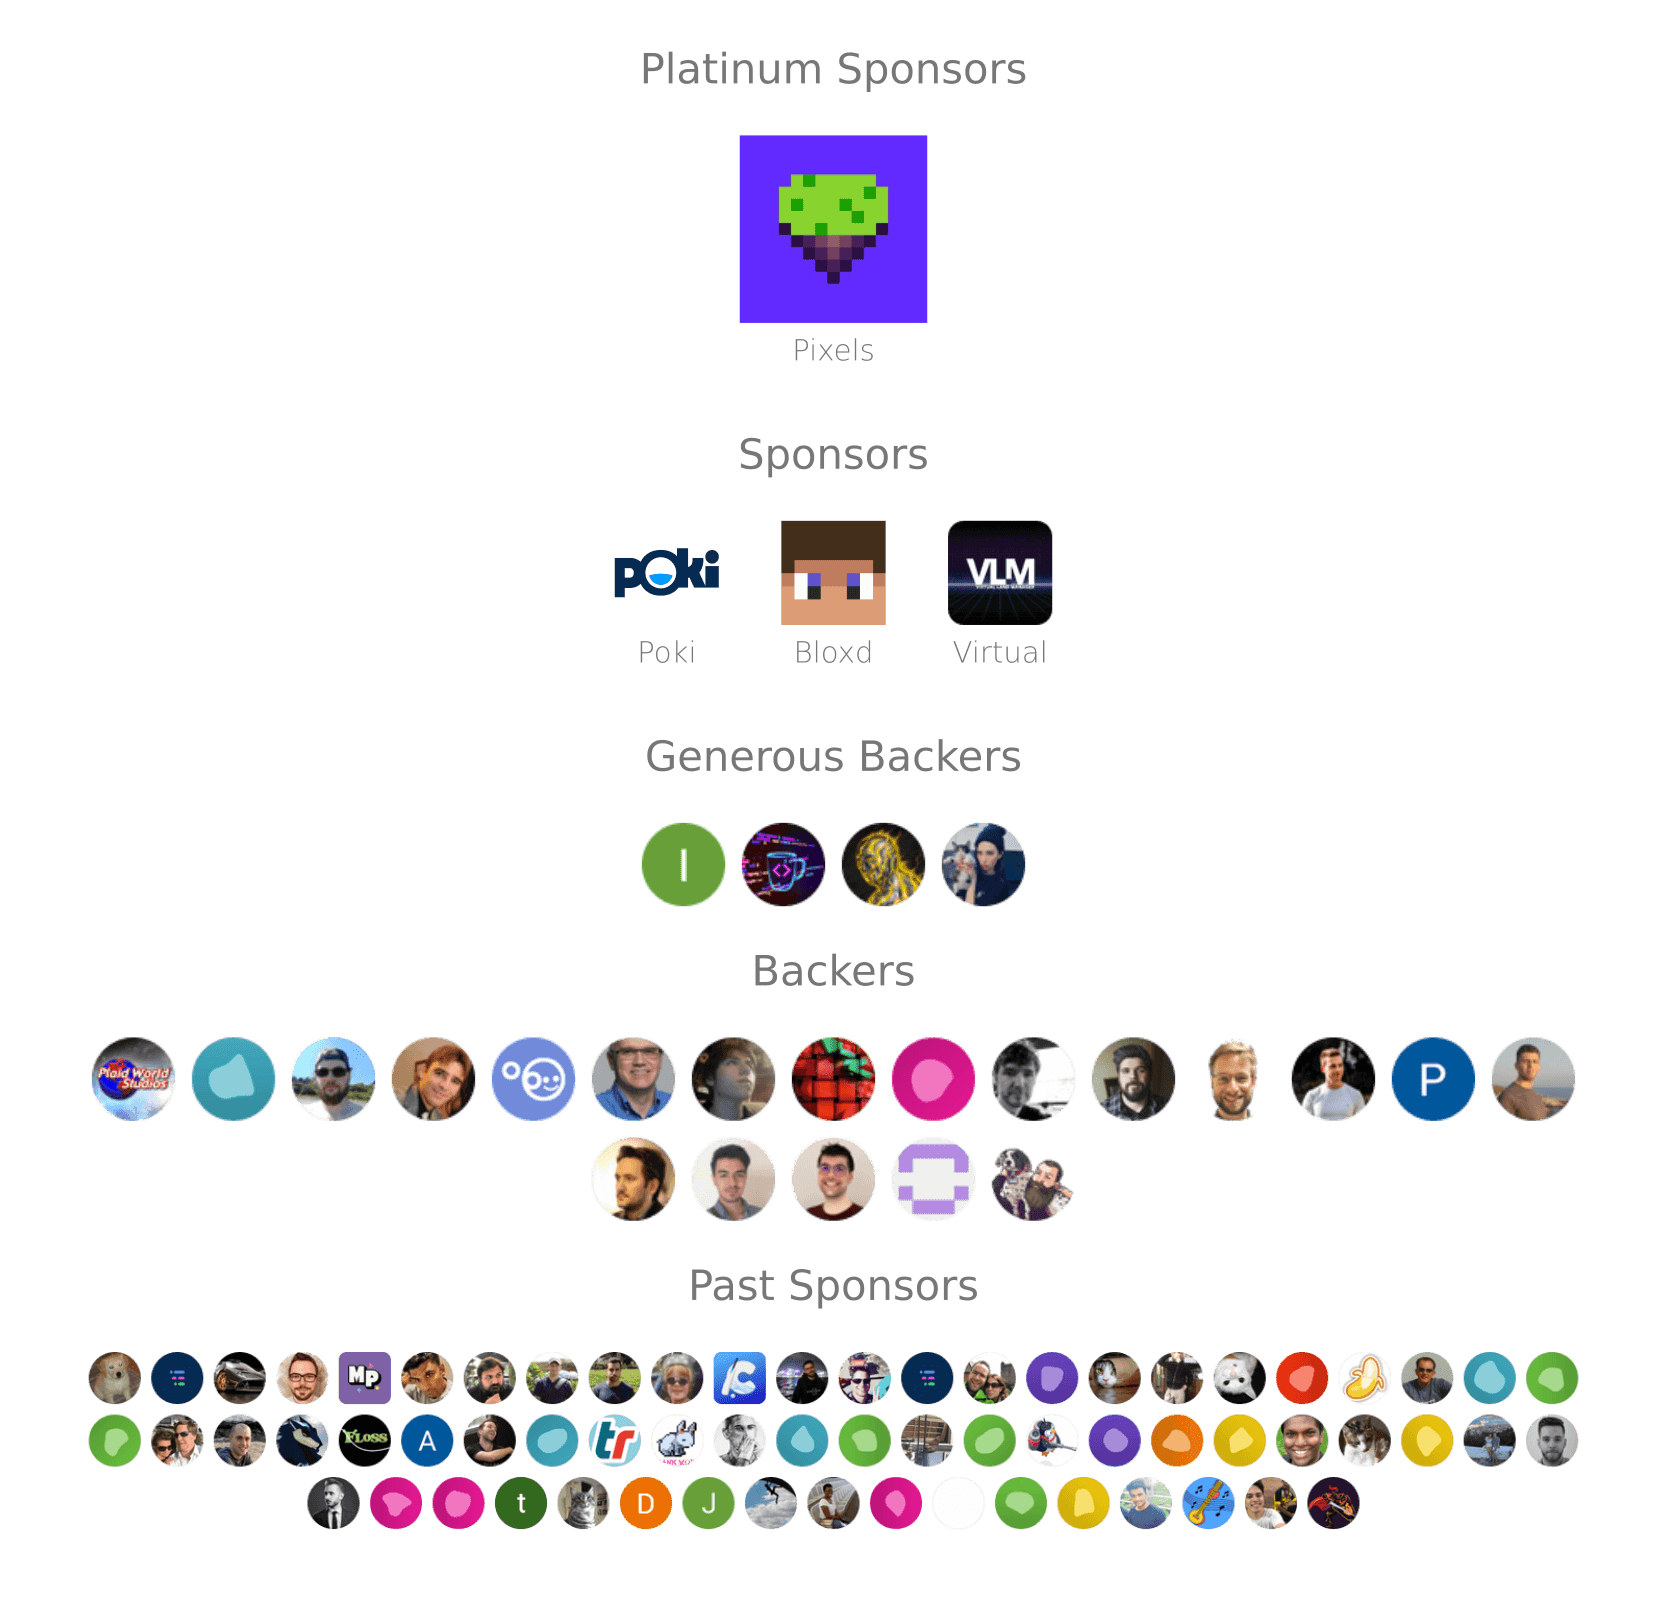 Platinum Sponsors
Pixels
Sponsors
poki
VLM
Poki
Bloxd
Virtual
Generous Backers
I
Backers
Plaid World
Studios
P
Past Sponsors
MP
FLOSS
A
tr
t
D
J